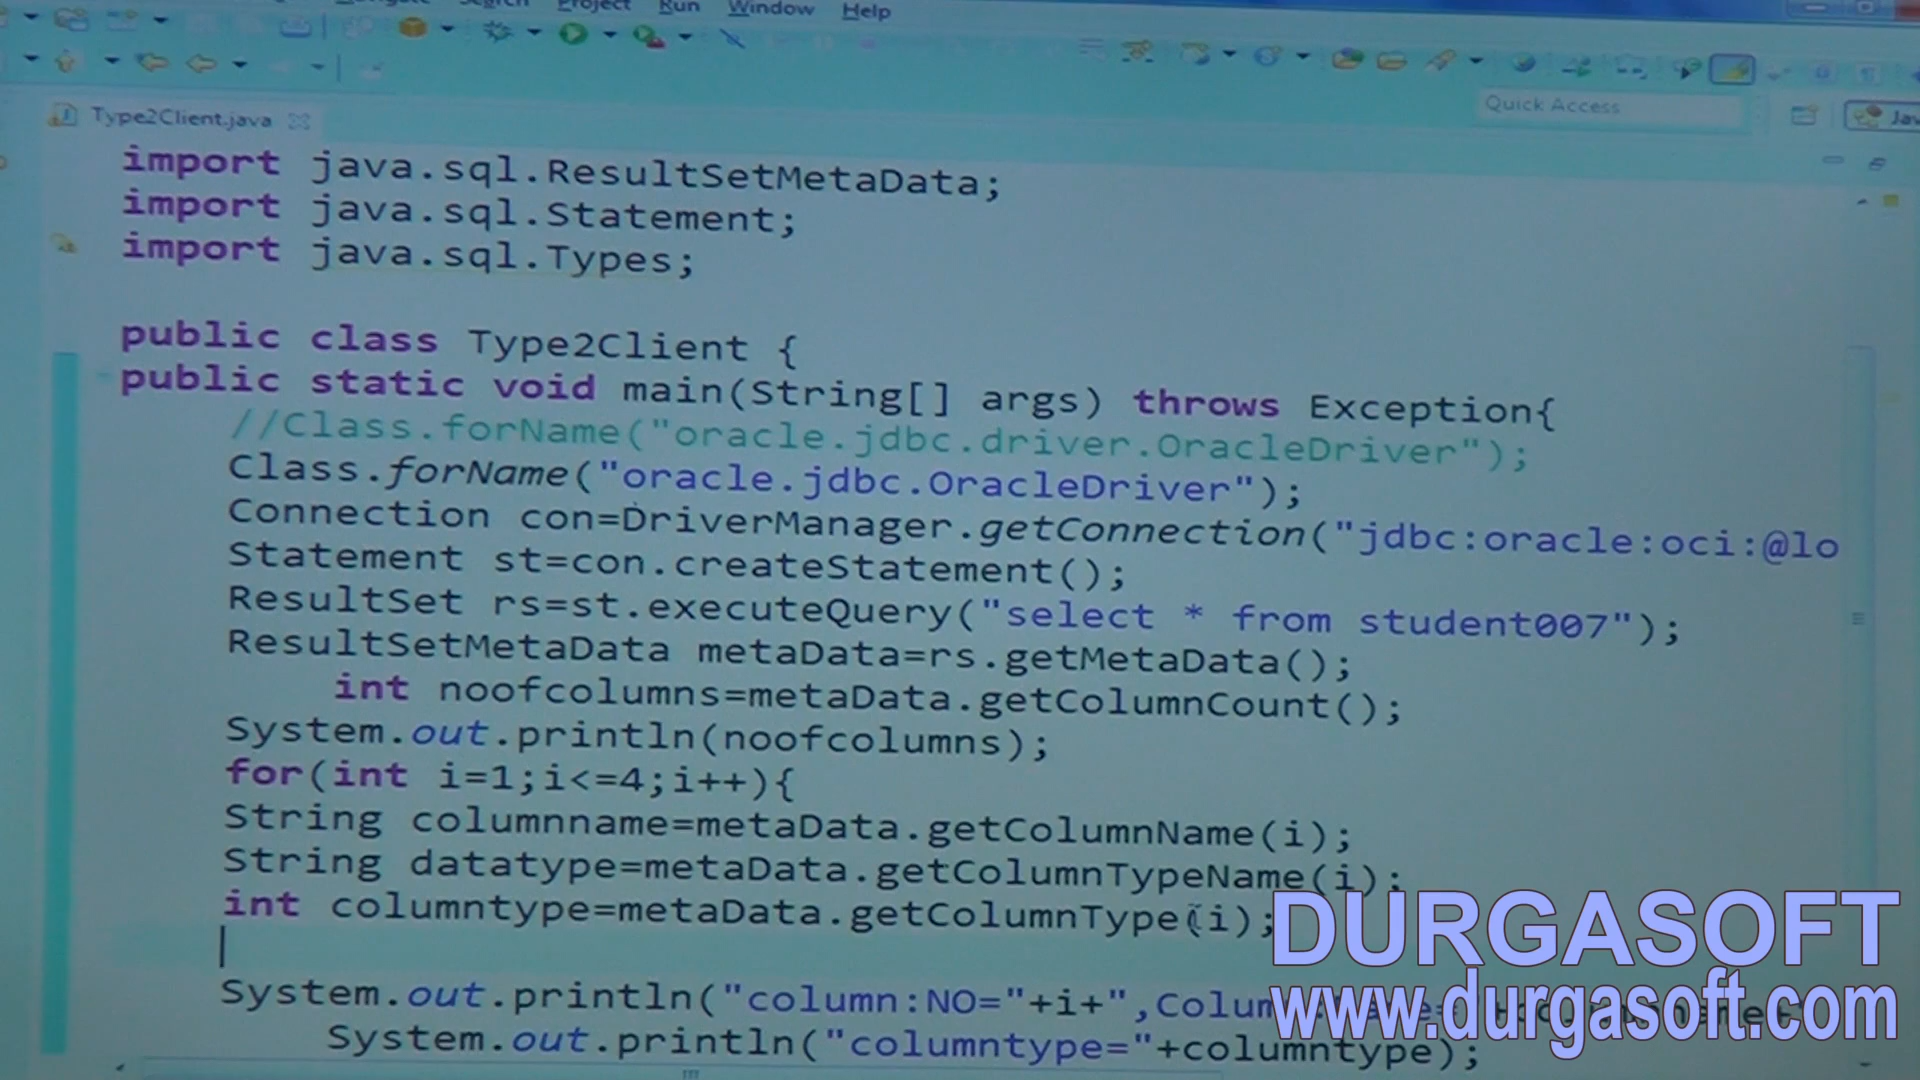 Project Run Window Help
Quick Access
Type2Client.java
import java.sql.ResultSetMetaData;
import java.sql.Statement;
import java.sql.Types;
public class Type2Client {
public static void main(String[] args) throws Exception{
//Class.forName("oracle.jdbc.driver.OracleDriver");
Class.forName("oracle.jdbc.OracleDriver");
Connection con=DriverManager.getConnection("jdbc:oracle:oci:@lo
Statement st=con.createStatement();
ResultSet rs=st.executeQuery("select * from student007");
ResultSetMetaData metaData=rs.getMetaData();
int noofcolumns=metaData.getColumnCount();
System.out.println(noofcolumns);
for(int i=1;i<=4;i++){
String columnname=metaData.getColumnName(i);
String datatype=metaData.getColumnTypeName(i);
int columntype=metaData.getColumnType(i);
System.out.println("column:NO="+i+",Colum
System.out.println("columntype="+columntype);
DURGASOFT
www.durgasoft.com